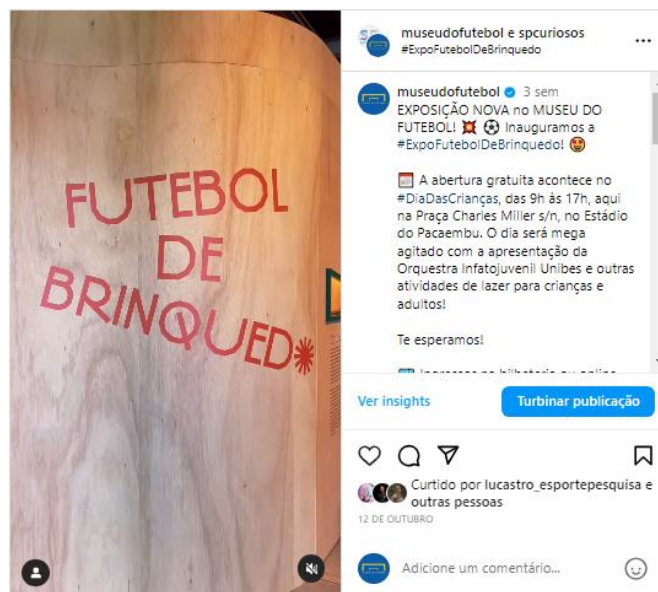 FUTEBOL
DE
BRINQUED*
museudofutebol e spcuriosos
#ExpoFutebolDeBrinquedo
museudofutebol 3 sem
EXPOSIÇÃO NOVA no MUSEU DO
FUTEBOL! 💥 ⚽ Inauguramos a
#ExpoFutebolDeBrinquedo! 🤩
📅 A abertura gratuita acontece no
#DiaDasCrianças, das 9h às 17h, aqui
na Praça Charles Miller s/n, no Estádio
do Pacaembu. O dia será mega
agitado com a apresentação da
Orquestra Infatojuvenil Unibes e outras
atividades de lazer para crianças e
adultos!
Te esperamos!
Ver insights
Turbinar publicação
Curtido por lucastro_esportepesquisa e
outras pessoas
12 DE OUTUBRO
Adicione um comentário...